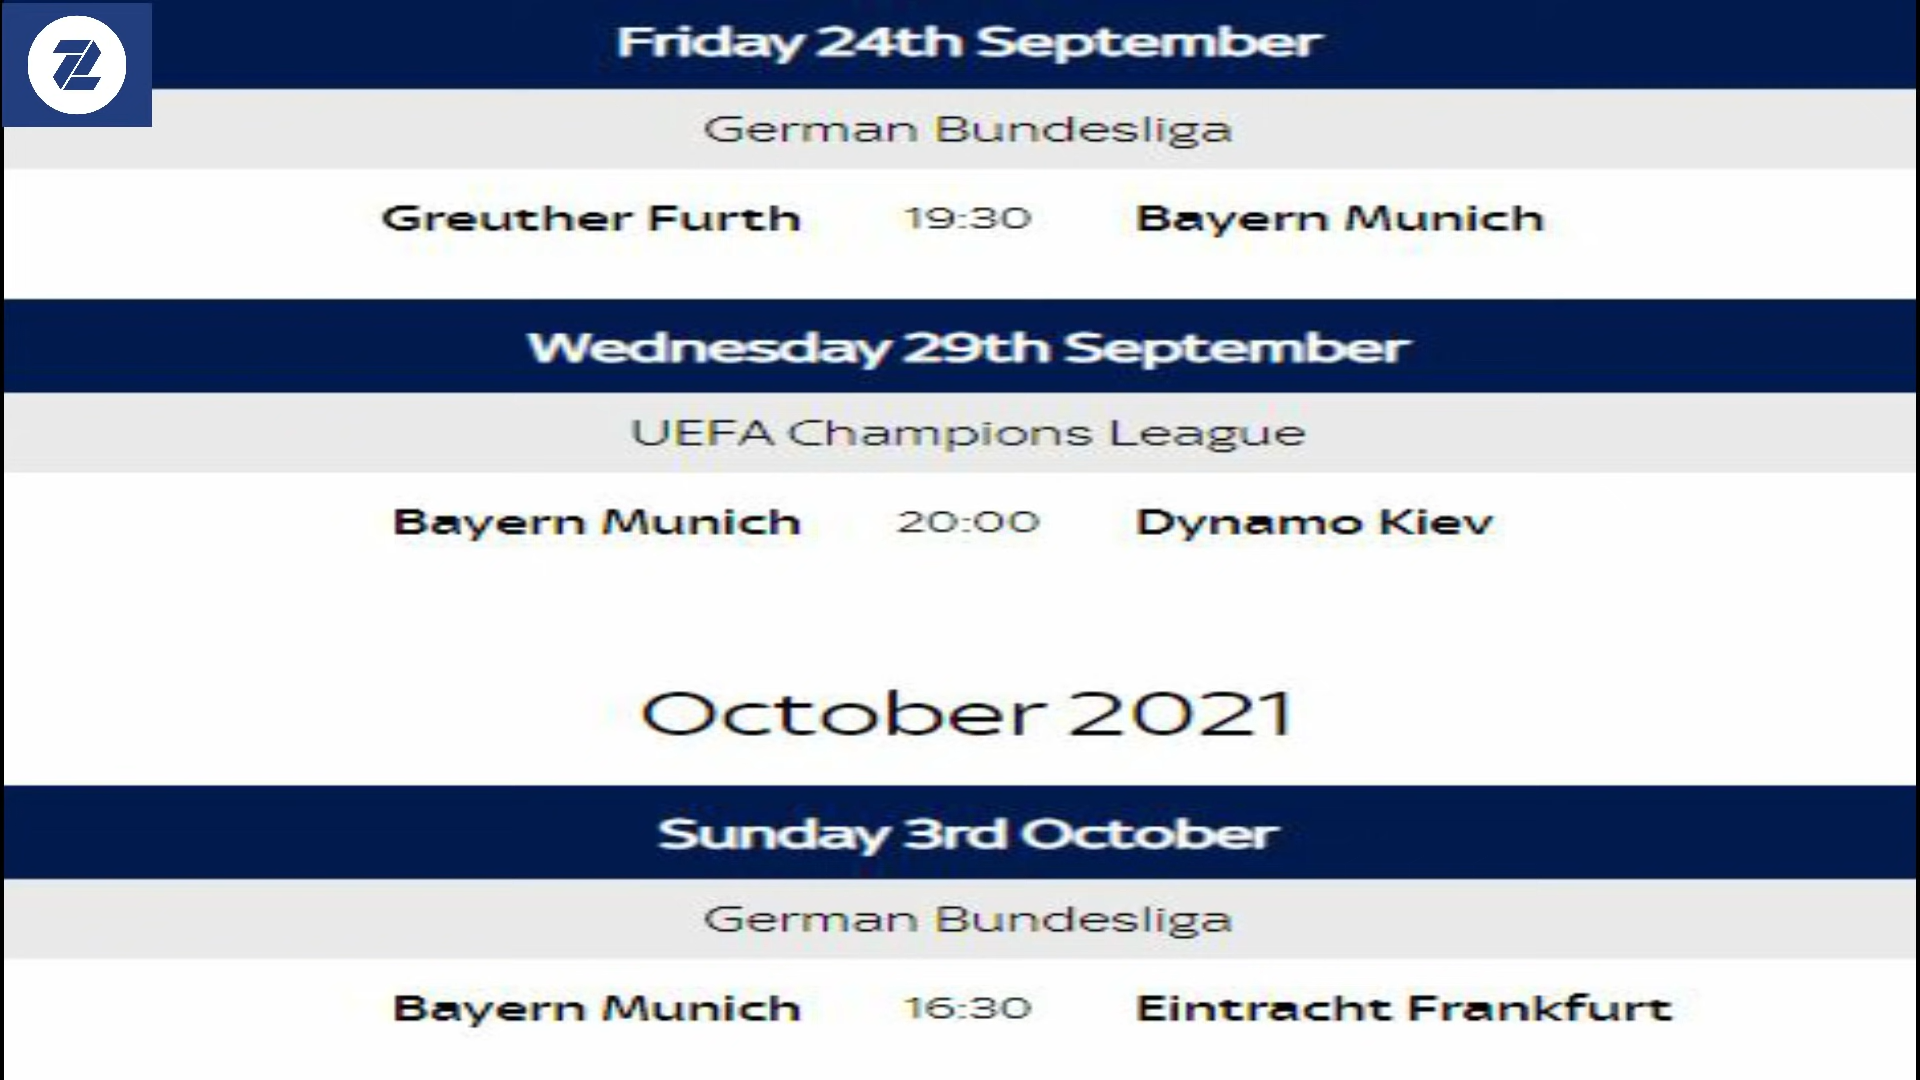 Friday 24th September
German Bundesliga
Greuther Furth 19:30 Bayern Munich
Wednesday 29th September
UEFA Champions League
Bayern Munich 20:00 Dynamo Kiev
October 2021
Sunday 3rd October
German Bundesliga
Bayern Munich 16:30 Eintracht Frankfurt